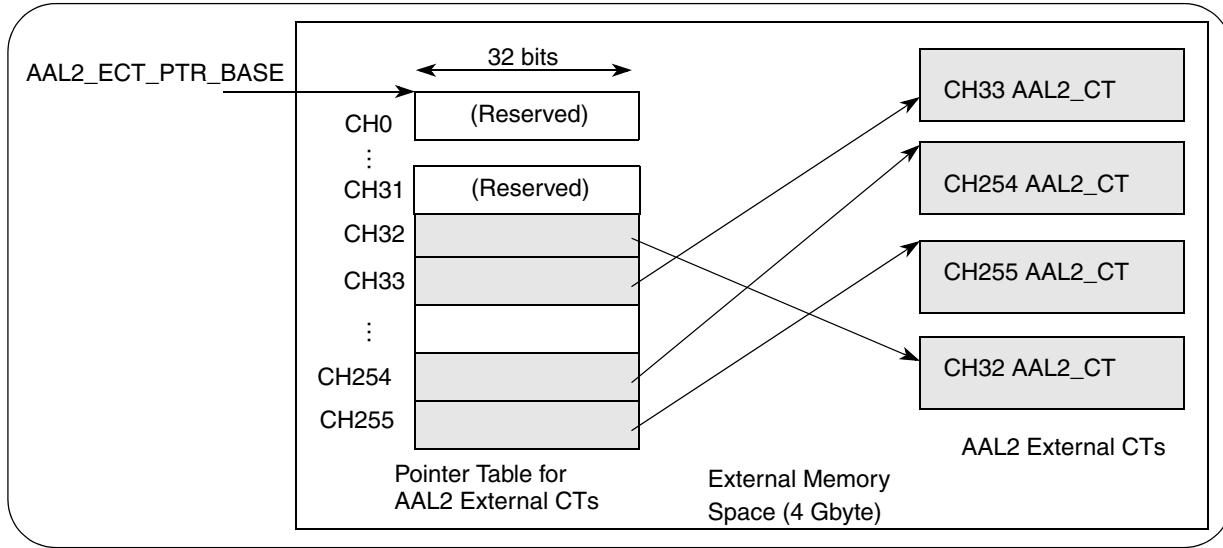 AAL2_ECT_PTR_BASE
32 bits
CH0
(Reserved)
⋮
CH31
(Reserved)
CH32
CH33
⋮
CH254
CH255
Pointer Table for
AAL2 External CTs
External Memory
Space (4 Gbyte)
CH33 AAL2_CT
CH254 AAL2_CT
CH255 AAL2_CT
CH32 AAL2_CT
AAL2 External CTs